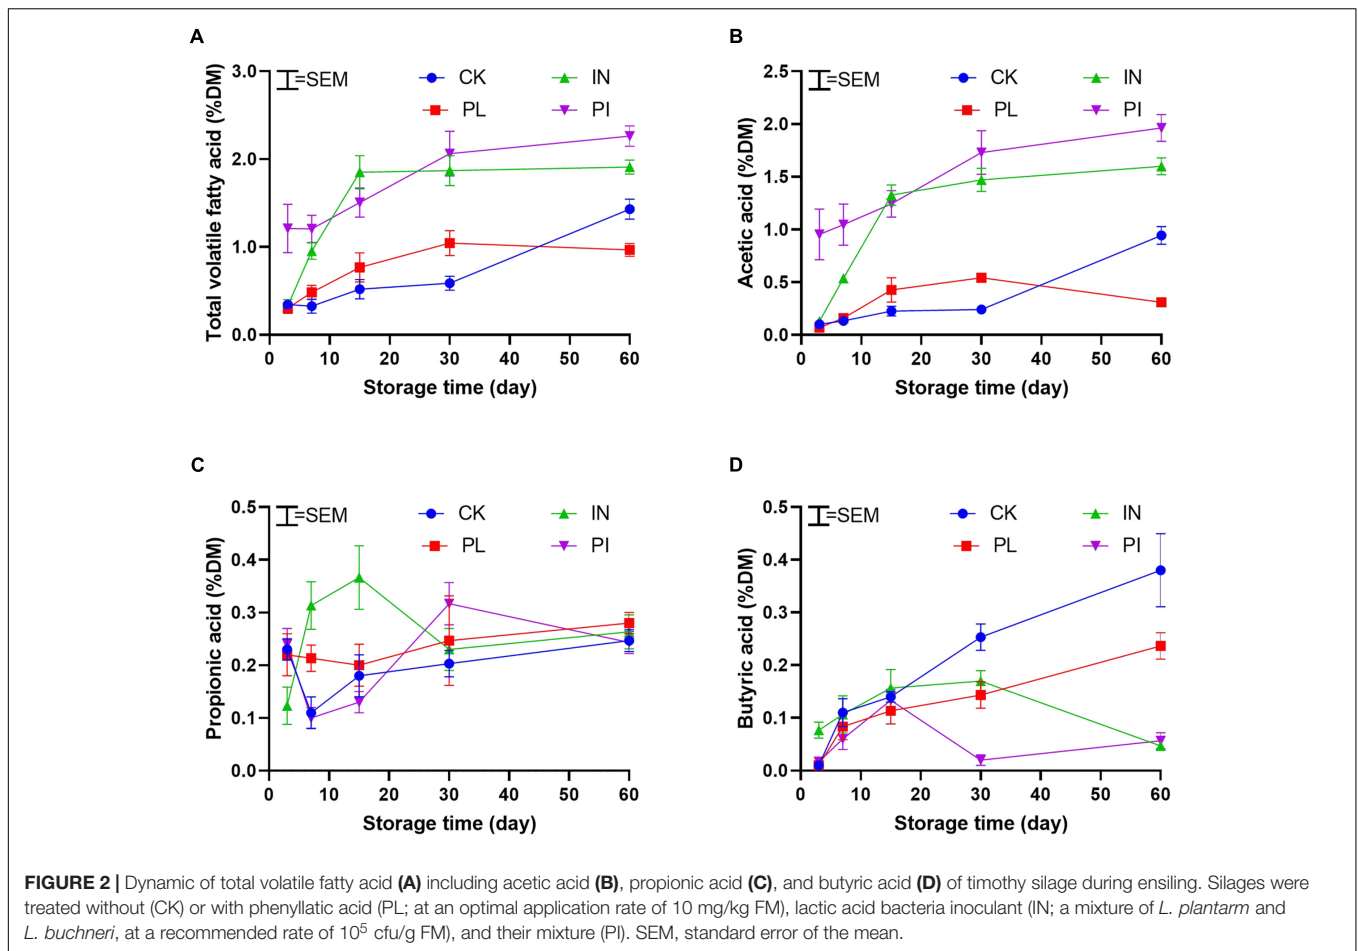 A
3.0
2.0
1.0
0.0
Total volatile fatty acid (%DM)
=SEM
CK
IN
PL
PI
0 10 20 30 40 50 60
Storage time (day)
B
2.5
2.0
1.5
1.0
0.5
0.0
Acetic acid (%DM)
=SEM
CK
IN
PL
PI
0 10 20 30 40 50 60
Storage time (day)
C
0.5
0.4
0.3
0.2
0.1
0.0
Propionic acid (%DM)
=SEM
CK
IN
PL
PI
0 10 20 30 40 50 60
Storage time (day)
D
0.5
0.4
0.3
0.2
0.1
0.0
Butyric acid (%DM)
=SEM
CK
IN
PL
PI
0 10 20 30 40 50 60
Storage time (day)
FIGURE 2 | Dynamic of total volatile fatty acid (A) including acetic acid (B), propionic acid (C), and butyric acid (D) of timothy silage during ensiling. Silages were
treated without (CK) or with phenyllatic acid (PL; at an optimal application rate of 10 mg/kg FM), lactic acid bacteria inoculant (IN; a mixture of L. plantarm and
L. buchneri, at a recommended rate of 10⁵ cfu/g FM), and their mixture (PI). SEM, standard error of the mean.